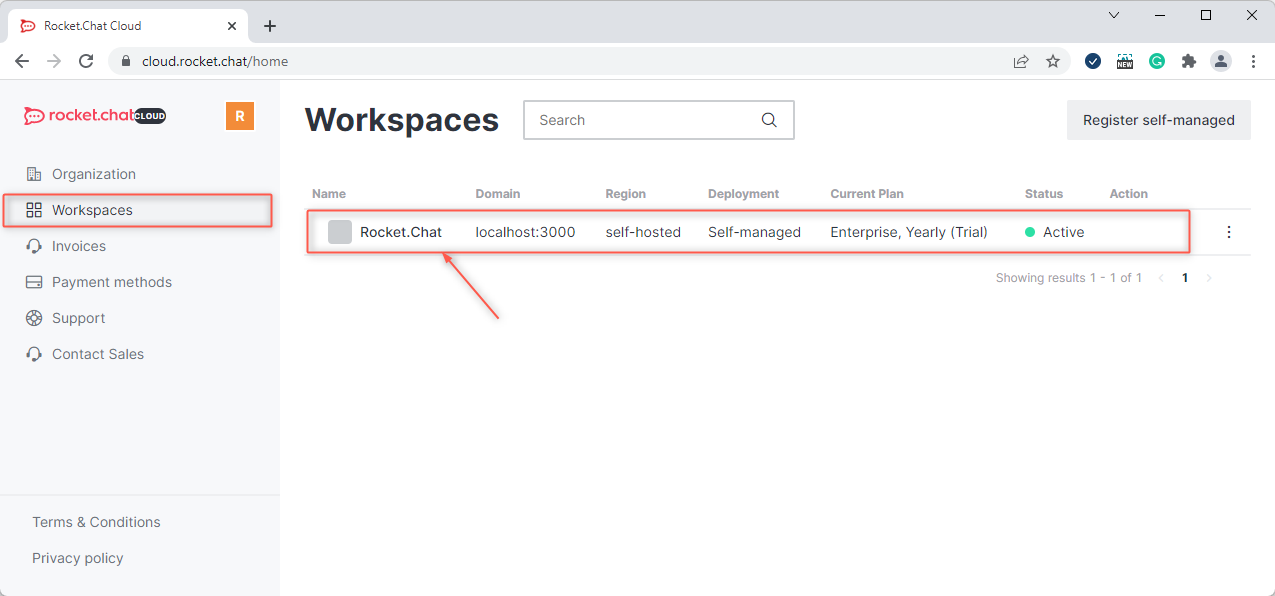 Rocket.Chat Cloud
cloud.rocket.chat/home
NEW
rocket.chat CLOUD
R
Workspaces
Search
Register self-managed
Organization
Workspaces
Invoices
Payment methods
Support
Contact Sales
Name Domain Region Deployment Current Plan Status Action
Rocket.Chat localhost:3000 self-hosted Self-managed Enterprise, Yearly (Trial) Active
Showing results 1 - 1 of 1 < 1 >
Terms & Conditions
Privacy policy